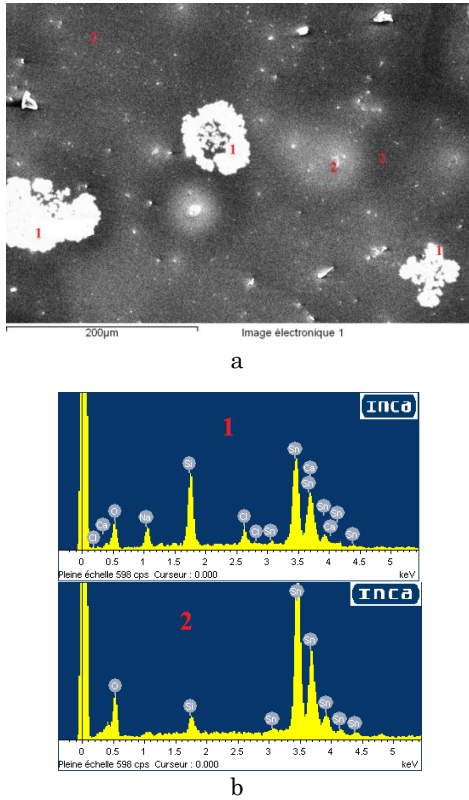 2
1
2
2
1
1
200µm Image électronique 1
a
INCA
1
Sn
Ca
Si
Sn
O
Na
Cl
Sn
Sn
Ca
Ca
Cl
Sn
Sn
Cl
0 0.5 1 1.5 2 2.5 3 3.5 4 4.5 5
Pleine échelle 598 cps Curseur : 0.000 keV
INCA
2
Sn
Sn
O
Sn
Si
Sn
Sn
Sn
0 0.5 1 1.5 2 2.5 3 3.5 4 4.5 5
Pleine échelle 598 cps Curseur : 0.000 keV
b